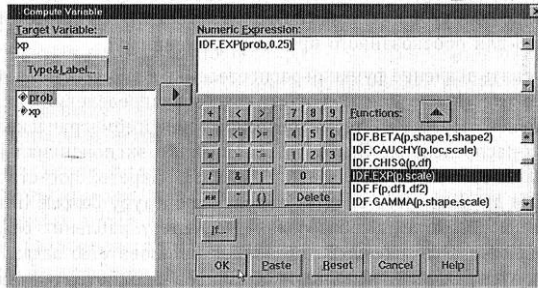 Compute Variable
Target Variable:
xp
=
Numeric Expression:
IDF.EXP(prob,0.25)
Type&Label...
prob
xp
+ < > 7 8 9
- <= >= 4 5 6
* = ~= 1 2 3
/ & | 0 .
** ~ () Delete
Functions:
IDF.BETA(p,shape1,shape2)
IDF.CAUCHY(p,loc,scale)
IDF.CHISQ(p,df)
IDF.EXP(p,scale)
IDF.F(p,df1,df2)
IDF.GAMMA(p,shape,scale)
If...
OK
Paste
Reset
Cancel
Help